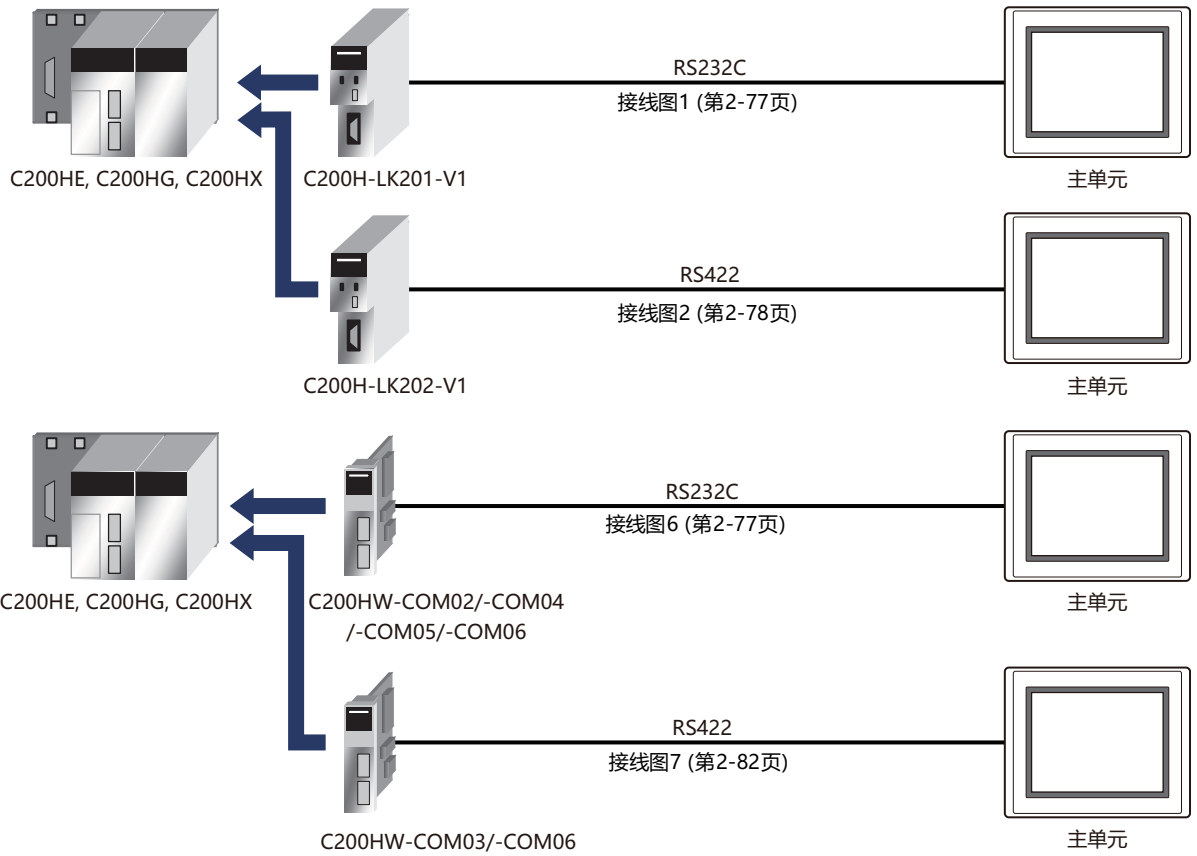 RS232C
接线图1 (第2-77页)
C200HE, C200HG, C200HX
C200H-LK201-V1
主单元
RS422
接线图2 (第2-78页)
C200H-LK202-V1
主单元
RS232C
接线图6 (第2-77页)
C200HE, C200HG, C200HX
C200HW-COM02/-COM04
/-COM05/-COM06
主单元
RS422
接线图7 (第2-82页)
C200HW-COM03/-COM06
主单元